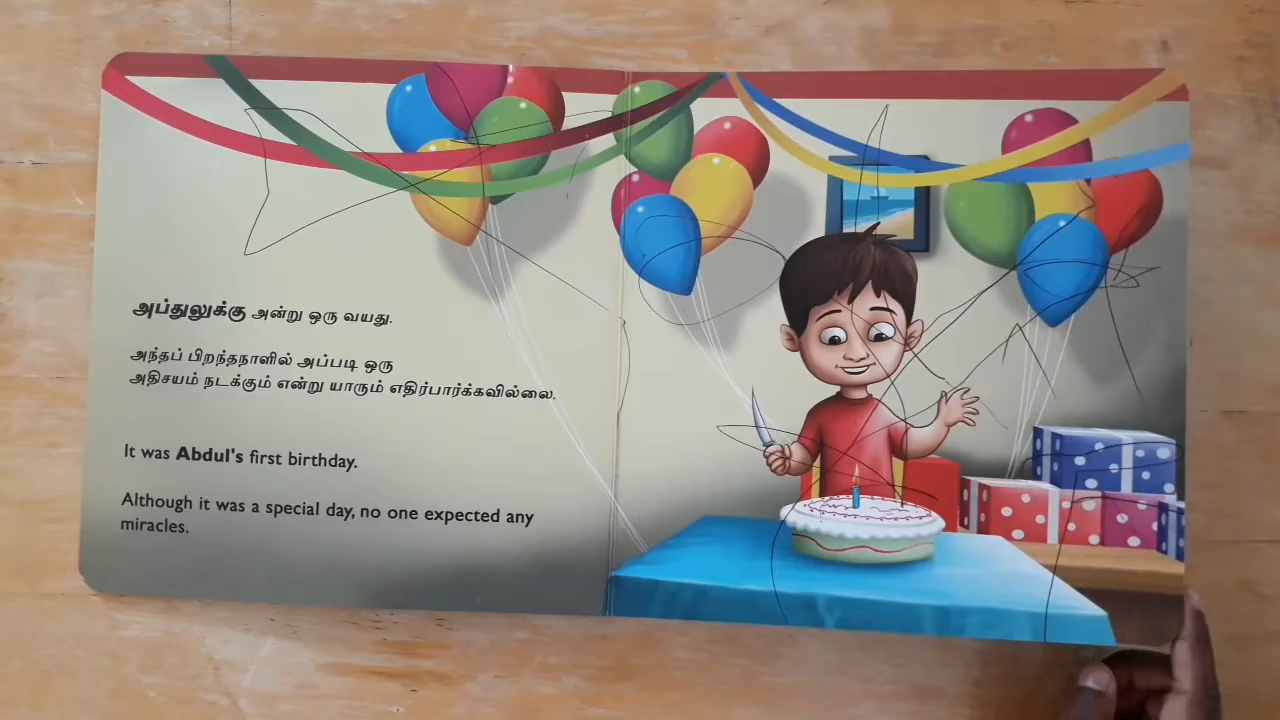 அப்துலுக்கு அன்று ஒரு வயது.
அந்தப் பிறந்தநாளில் அப்படி ஒரு
அதிசயம் நடக்கும் என்று யாரும் எதிர்பார்க்கவில்லை.
It was Abdul's first birthday.
Although it was a special day, no one expected any
miracles.